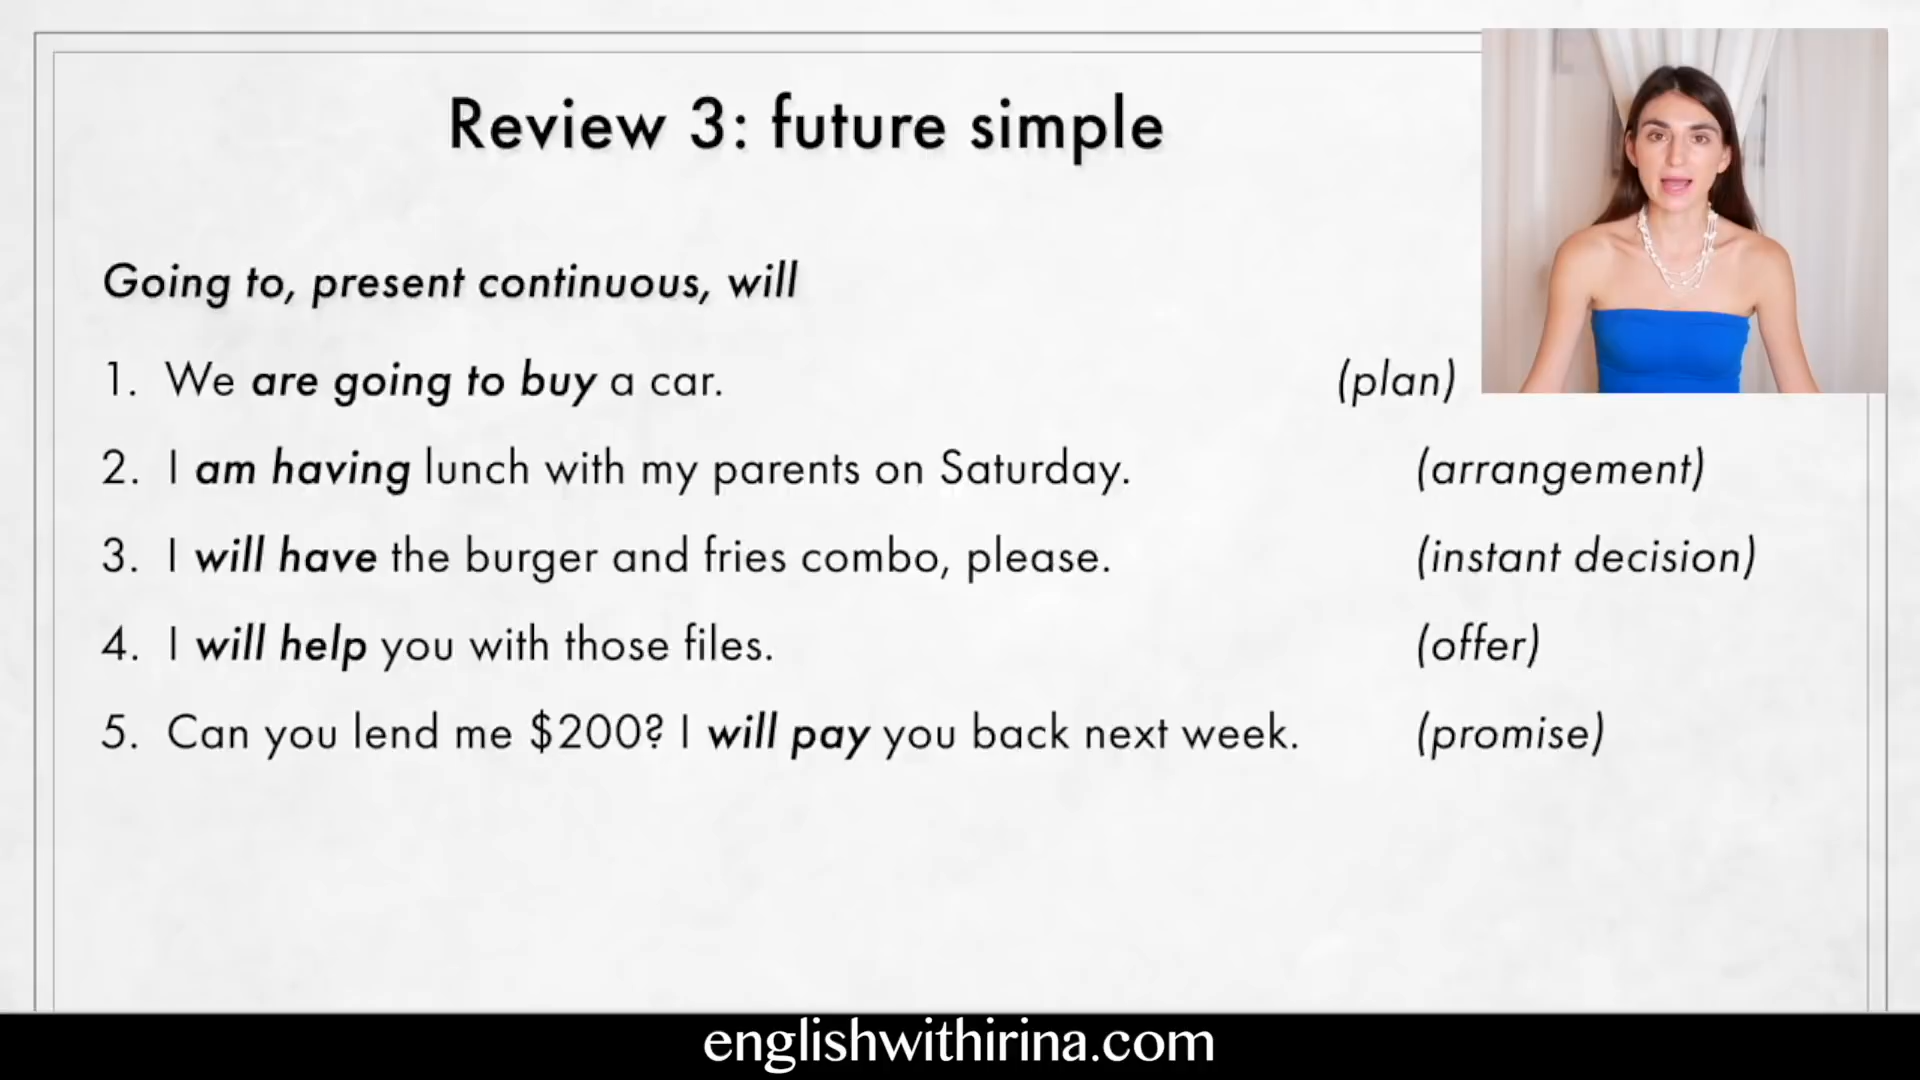 Review 3: future simple
Going to, present continuous, will
1. We are going to buy a car. (plan)
2. I am having lunch with my parents on Saturday. (arrangement)
3. I will have the burger and fries combo, please. (instant decision)
4. I will help you with those files. (offer)
5. Can you lend me $200? I will pay you back next week. (promise)
englishwithirina.com